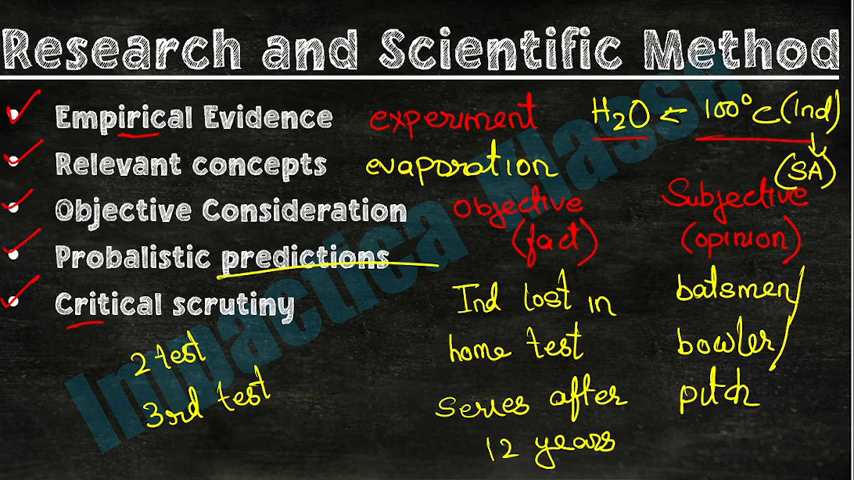 Research and Scientific Method
Empirical Evidence experiment H2O ← 100°C (Ind)
↓
(SA)
Relevant concepts evaporation
Objective Consideration Objective Subjective
(fact) (opinion)
Probalistic predictions
Critical scrutiny
Ind lost in batsmen/
home test bowler/
series after pitch
12 years
2 test
3rd test
Impactica Klasse